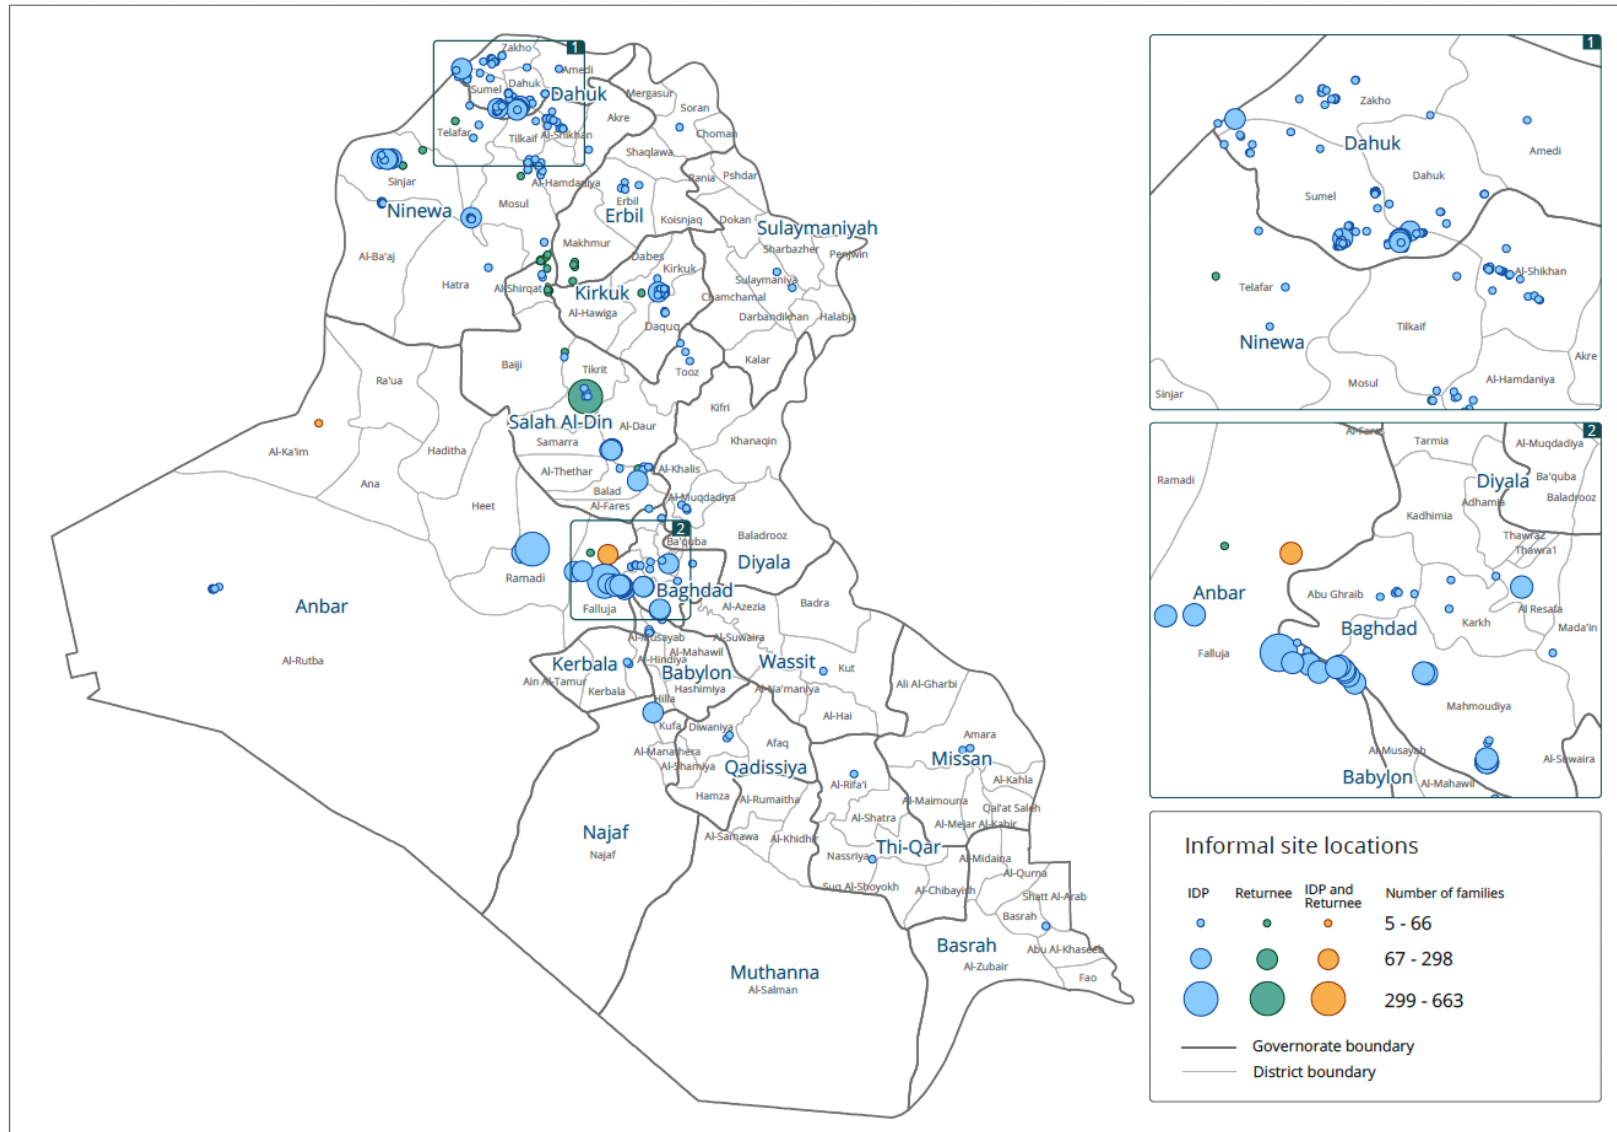 Zakho
1
Amedi
Dahuk
Sumel
Dahuk
Mergasur
Soran
Akre
Telafar
Tilkaif
Al-Shikhan
Choman
Shaqlawa
Rania
Pshdar
Sinjar
Al-Hamdaniya
Erbil
Mosul
Ninewa
Erbil
Koisnjaq
Dokan
Sulaymaniyah
Makhmur
Sharbazher
Penjwin
Al-Ba'aj
Dabes
Kirkuk
Sulaymaniya
Hatra
Al-Shirqat
Kirkuk
Chamchamal
Al-Hawiga
Darbandikhan
Halabja
Daquq
Baiji
Tikrit
Tooz
Kalar
Ra'ua
Kifri
Salah Al-Din
Al-Daur
Samarra
Khanaqin
Al-Ka'im
Haditha
Al-Thethar
Al-Khalis
Ana
Balad
Al-Muqdadiya
Heet
Al-Fares
2
Baladrooz
Ba'quba
Diyala
Ramadi
Baghdad
Anbar
Falluja
Al-Azezia
Badra
Al-Musayab
Al-Suwaira
Al-Mahawil
Al-Rutba
Kerbala
Al-Hindiya
Babylon
Wassit
Kut
Ain Al-Tamur
Kerbala
Hashimiya
Al-Na'maniya
Ali Al-Gharbi
Hilla
Al-Hai
Kufa
Diwaniya
Amara
Al-Manathera
Afaq
Missan
Al-Shamiya
Qadissiya
Al-Rifa'i
Al-Kahla
Hamza
Al-Rumaitha
Al-Maimouna
Qal'at Saleh
Al-Shatra
Al-Mejar Al-Kabir
Najaf
Al-Samawa
Al-Khidhir
Thi-Qar
Najaf
Nassriya
Al-Midaina
Al-Qurna
Suq Al-Shoyokh
Al-Chibayish
Shatt Al-Arab
Basrah
Basrah
Abu Al-Khaseeb
Al-Zubair
Muthanna
Fao
Al-Salman
1
Zakho
Dahuk
Amedi
Dahuk
Sumel
Al-Shikhan
Telafar
Tilkaif
Ninewa
Akre
Mosul
Al-Hamdaniya
Sinjar
2
Al-Fares
Tarmia
Al-Muqdadiya
Ramadi
Diyala
Ba'quba
Baladrooz
Adhamia
Kadhimia
Thawra2
Thawra1
Anbar
Abu Ghraib
Al Resafa
Baghdad
Karkh
Mada'in
Falluja
Mahmoudiya
Al-Musayab
Al-Suwaira
Babylon
Al-Mahawil
Informal site locations
IDP
Returnee
IDP and
Returnee
Number of families
5 - 66
67 - 298
299 - 663
Governorate boundary
District boundary